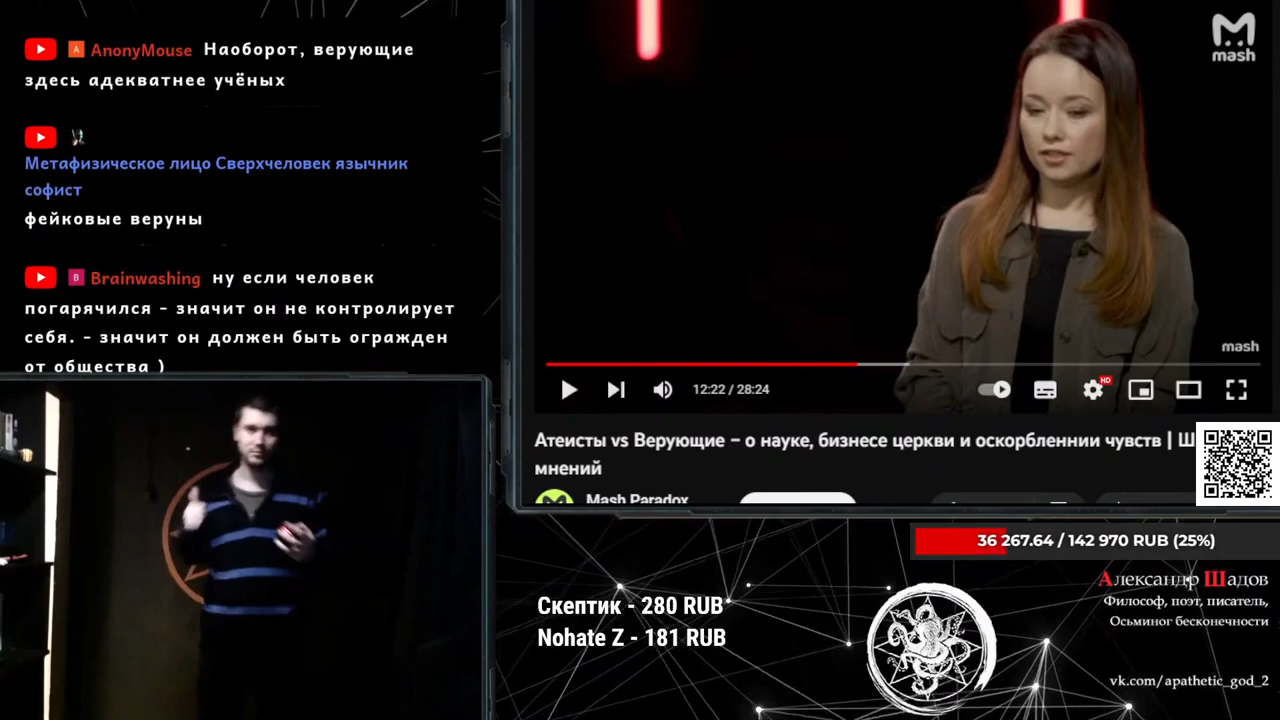 AnonyMouse Наоборот, верующие
здесь адекватнее учёных
Метафизическое лицо Сверхчеловек язычник
софист
фейковые веруны
B Brainwashing ну если человек
погарячился - значит он не контролирует
себя. - значит он должен быть огражден
от общества )
mash
mash
12:22 / 28:24
HD
Атеисты vs Верующие – о науке, бизнесе церкви и оскорбленнии чувств | Ш
мнений
Mash Paradox
36 267.64 / 142 970 RUB (25%)
Скептик - 280 RUB
Nohate Z - 181 RUB
Александр Шадов
Философ, поэт, писатель,
Осьминог бесконечности
vk.com/apathetic_god_2